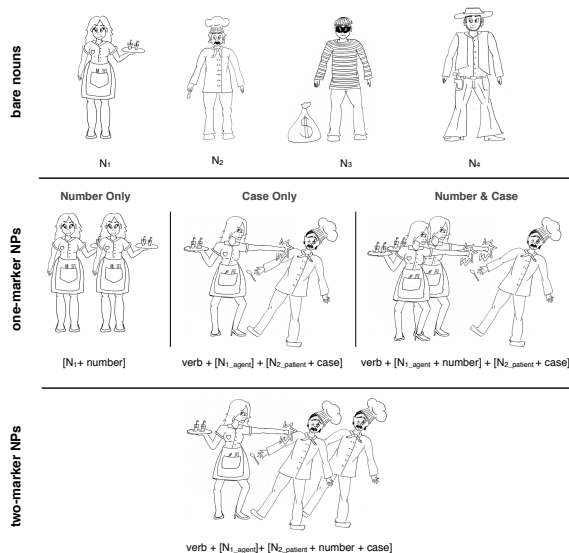 bare nouns
N1
N2
N3
N4
$
one-marker NPs
Number Only
Case Only
Number & Case
[N1+ number]
verb + [N1_agent] + [N2_patient + case]
verb + [N1_agent + number] + [N2_patient + case]
two-marker NPs
verb + [N1_agent]+ [N2_patient + number + case]